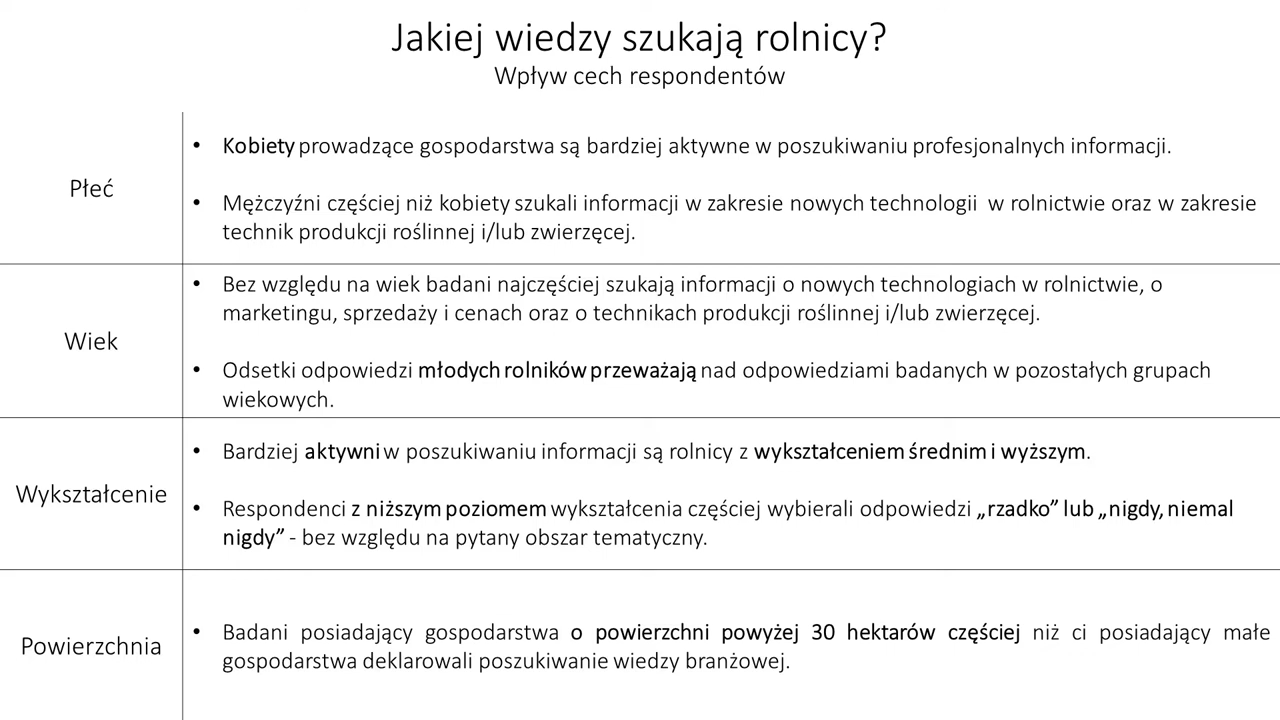 Jakiej wiedzy szukają rolnicy?
Wpływ cech respondentów
Płeć
• Kobiety prowadzące gospodarstwa są bardziej aktywne w poszukiwaniu profesjonalnych informacji.
• Mężczyźni częściej niż kobiety szukali informacji w zakresie nowych technologii w rolnictwie oraz w zakresie
technik produkcji roślinnej i/lub zwierzęcej.
Wiek
• Bez względu na wiek badani najczęściej szukają informacji o nowych technologiach w rolnictwie, o
marketingu, sprzedaży i cenach oraz o technikach produkcji roślinnej i/lub zwierzęcej.
• Odsetki odpowiedzi młodych rolników przeważają nad odpowiedziami badanych w pozostałych grupach
wiekowych.
Wykształcenie
• Bardziej aktywni w poszukiwaniu informacji są rolnicy z wykształceniem średnim i wyższym.
• Respondenci z niższym poziomem wykształcenia częściej wybierali odpowiedzi „rzadko” lub „nigdy, niemal
nigdy” - bez względu na pytany obszar tematyczny.
Powierzchnia
• Badani posiadający gospodarstwa o powierzchni powyżej 30 hektarów częściej niż ci posiadający małe
gospodarstwa deklarowali poszukiwanie wiedzy branżowej.